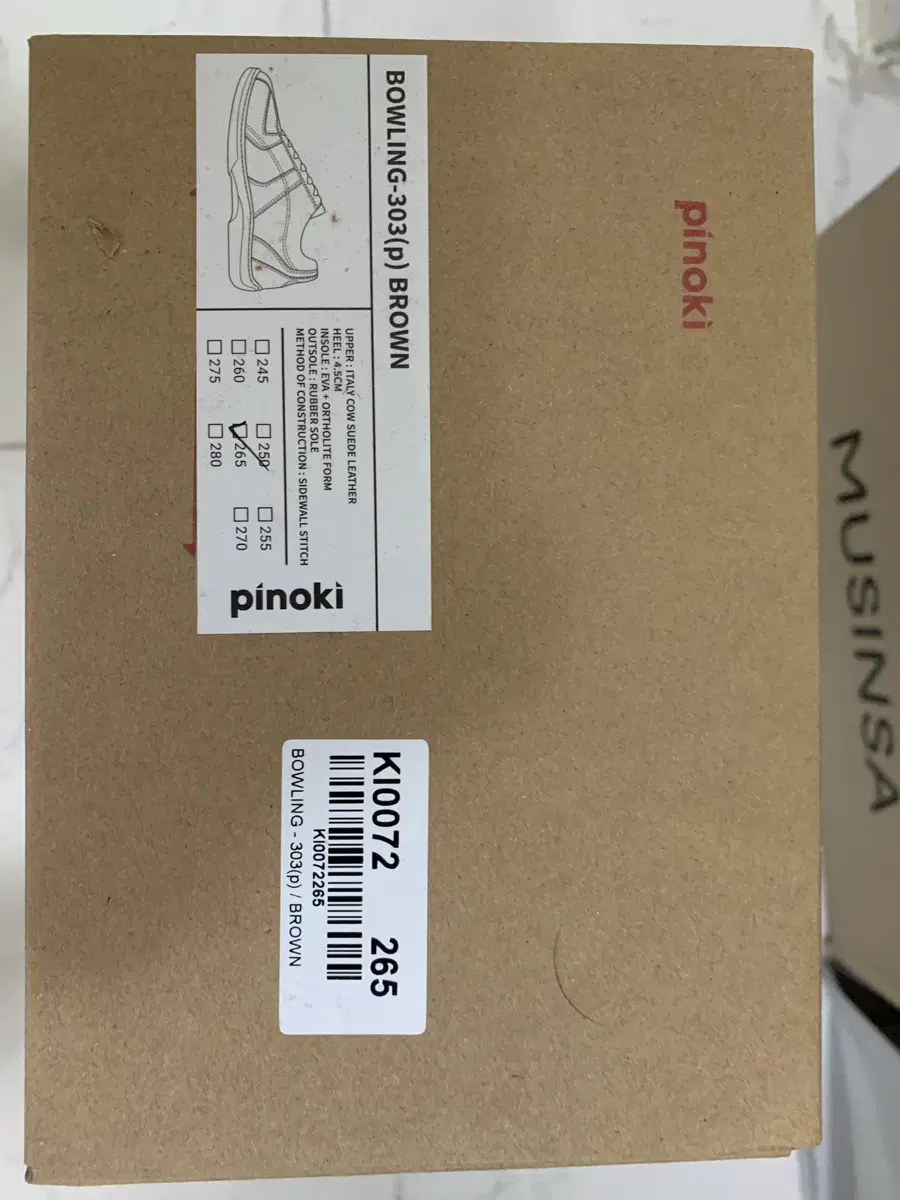 BOWLING-303(p) BROWN
UPPER : ITALY COW SUEDE LEATHER
HEEL : 4.5CM
INSOLE : EVA + ORTHOLITE FORM
OUTSOLE : RUBBER SOLE
METHOD OF CONSTRUCTION : SIDEWALL STITCH
245 250 255
260 265 270
275 280
pinoki
pinoki
KI0072 265
KI0072265
BOWLING - 303(p) / BROWN
MUSINSA